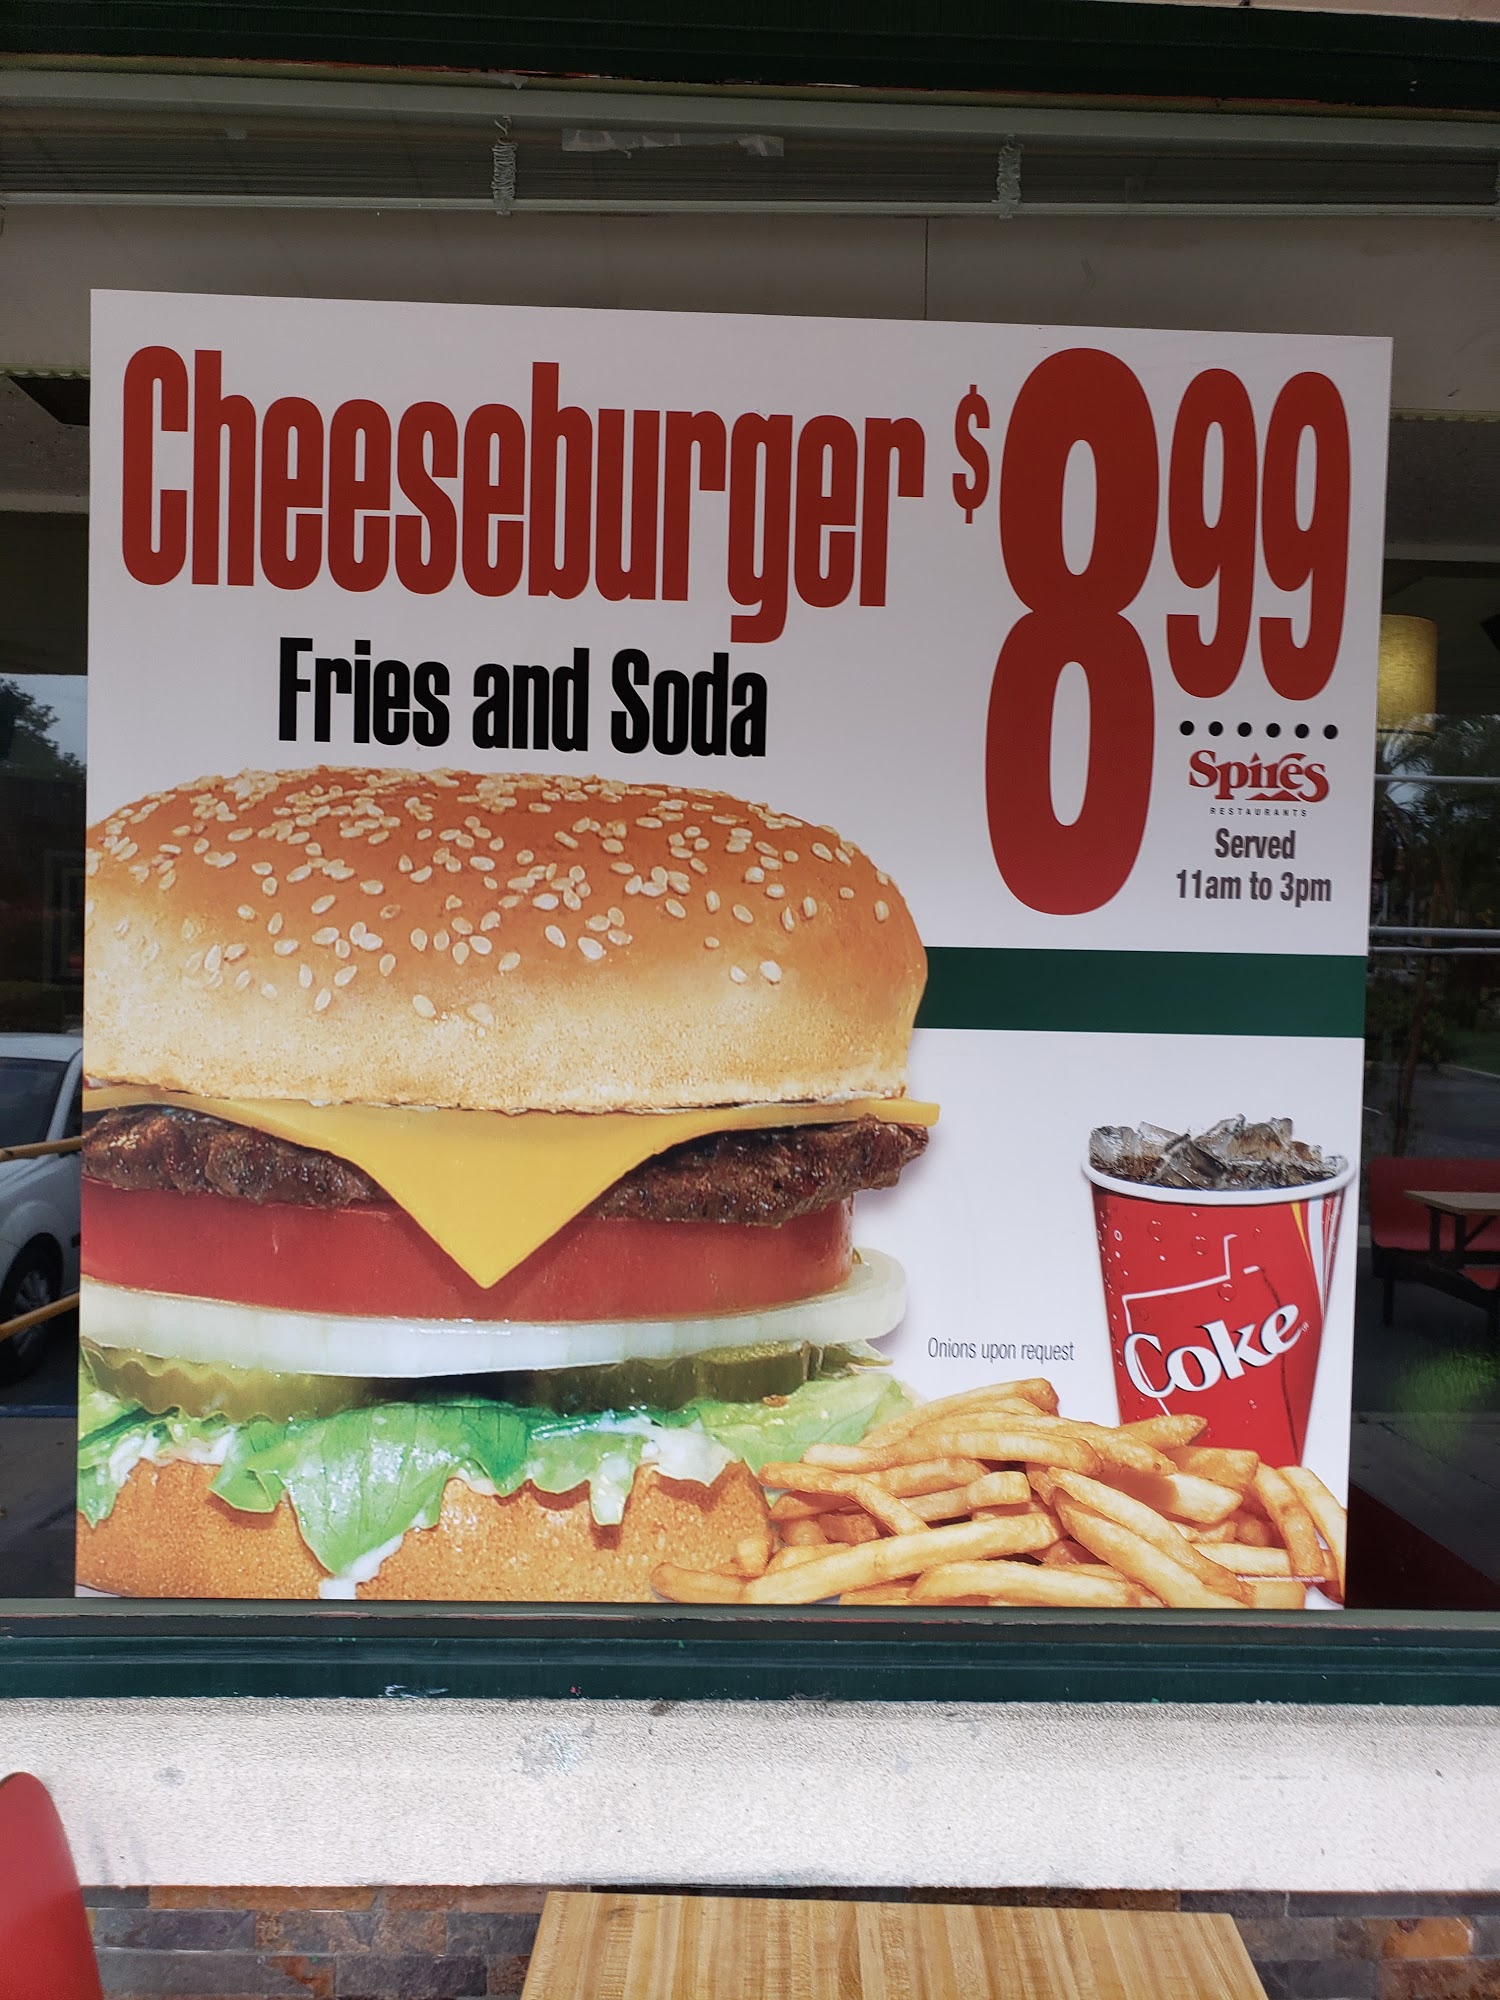 Cheeseburger $8.99
Fries and Soda
Spires
RESTAURANTS
Served
11am to 3pm
Onions upon request
Coke